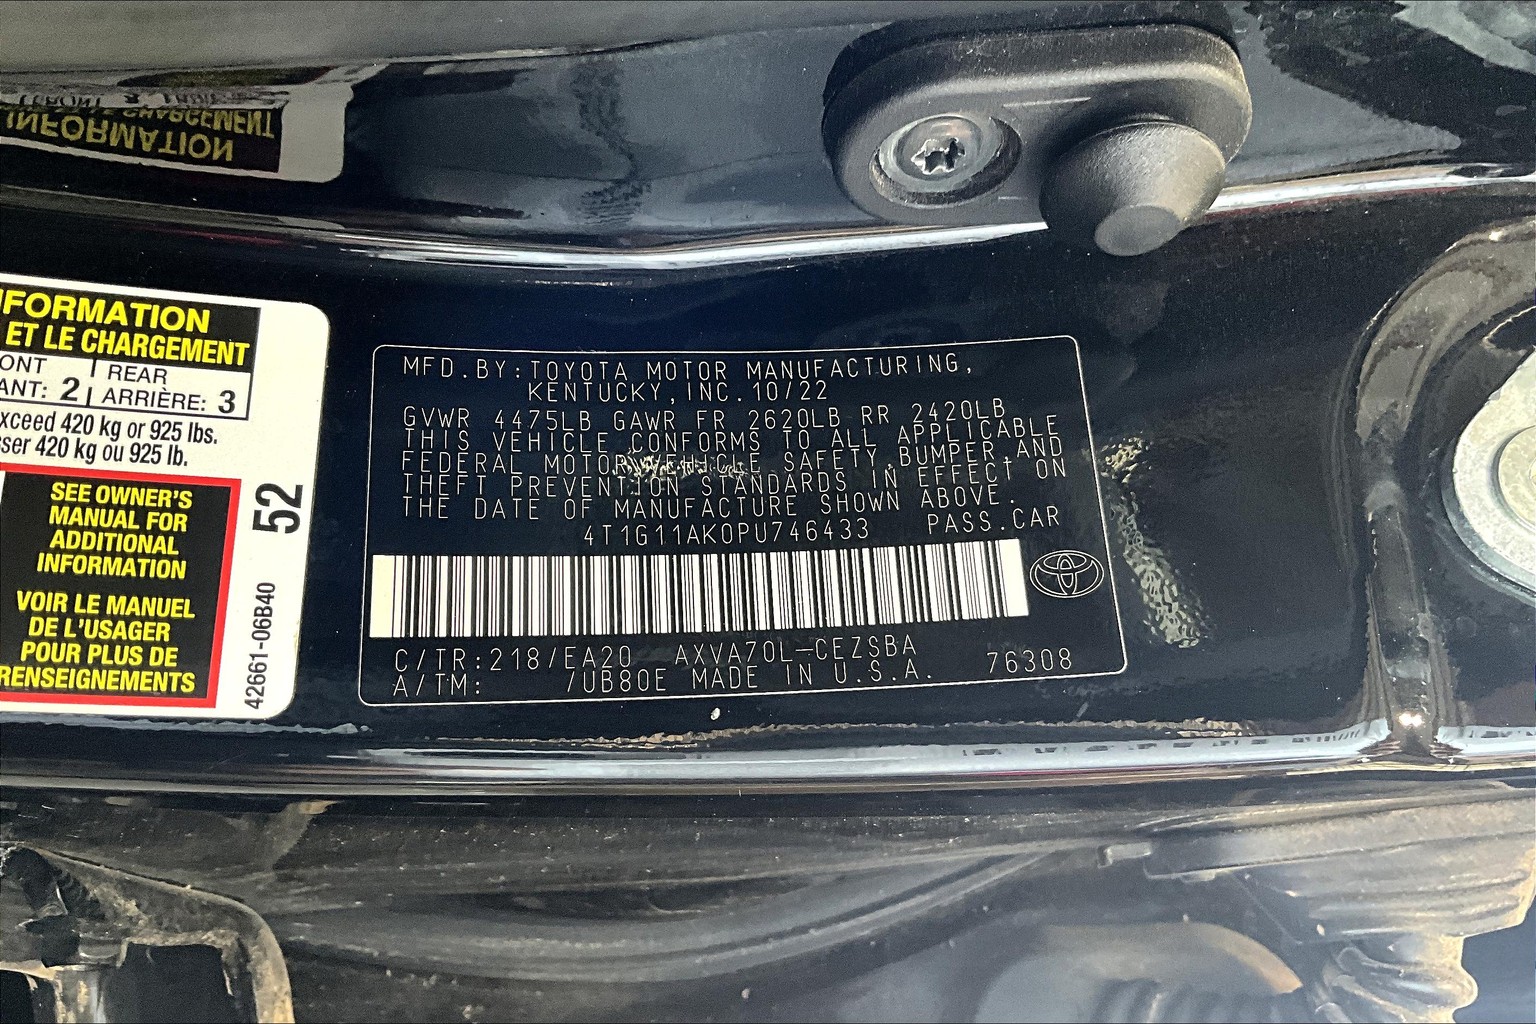 INFORMATION
CHARGEMENT
FORMATION
ET LE CHARGEMENT
ONT | REAR
ANT: 2 | ARRIÈRE: 3
xceed 420 kg or 925 lbs.
sser 420 kg ou 925 lb.
SEE OWNER'S
MANUAL FOR
ADDITIONAL
INFORMATION
VOIR LE MANUEL
DE L'USAGER
POUR PLUS DE
RENSEIGNEMENTS
52
42661-06B40
MFD.BY:TOYOTA MOTOR MANUFACTURING,
KENTUCKY,INC.10/22
GVWR 4475LB GAWR FR 2620LB RR 2420LB
THIS VEHICLE CONFORMS TO ALL APPLICABLE
FEDERAL MOTOR VEHICLE SAFETY,BUMPER,AND
THEFT PREVENTION STANDARDS IN EFFECT ON
THE DATE OF MANUFACTURE SHOWN ABOVE.
4T1G11AK0PU746433 PASS.CAR
C/TR:218/EA20 AXVA70L-CEZSBA
A/TM: /UB80E MADE IN U.S.A. 76308